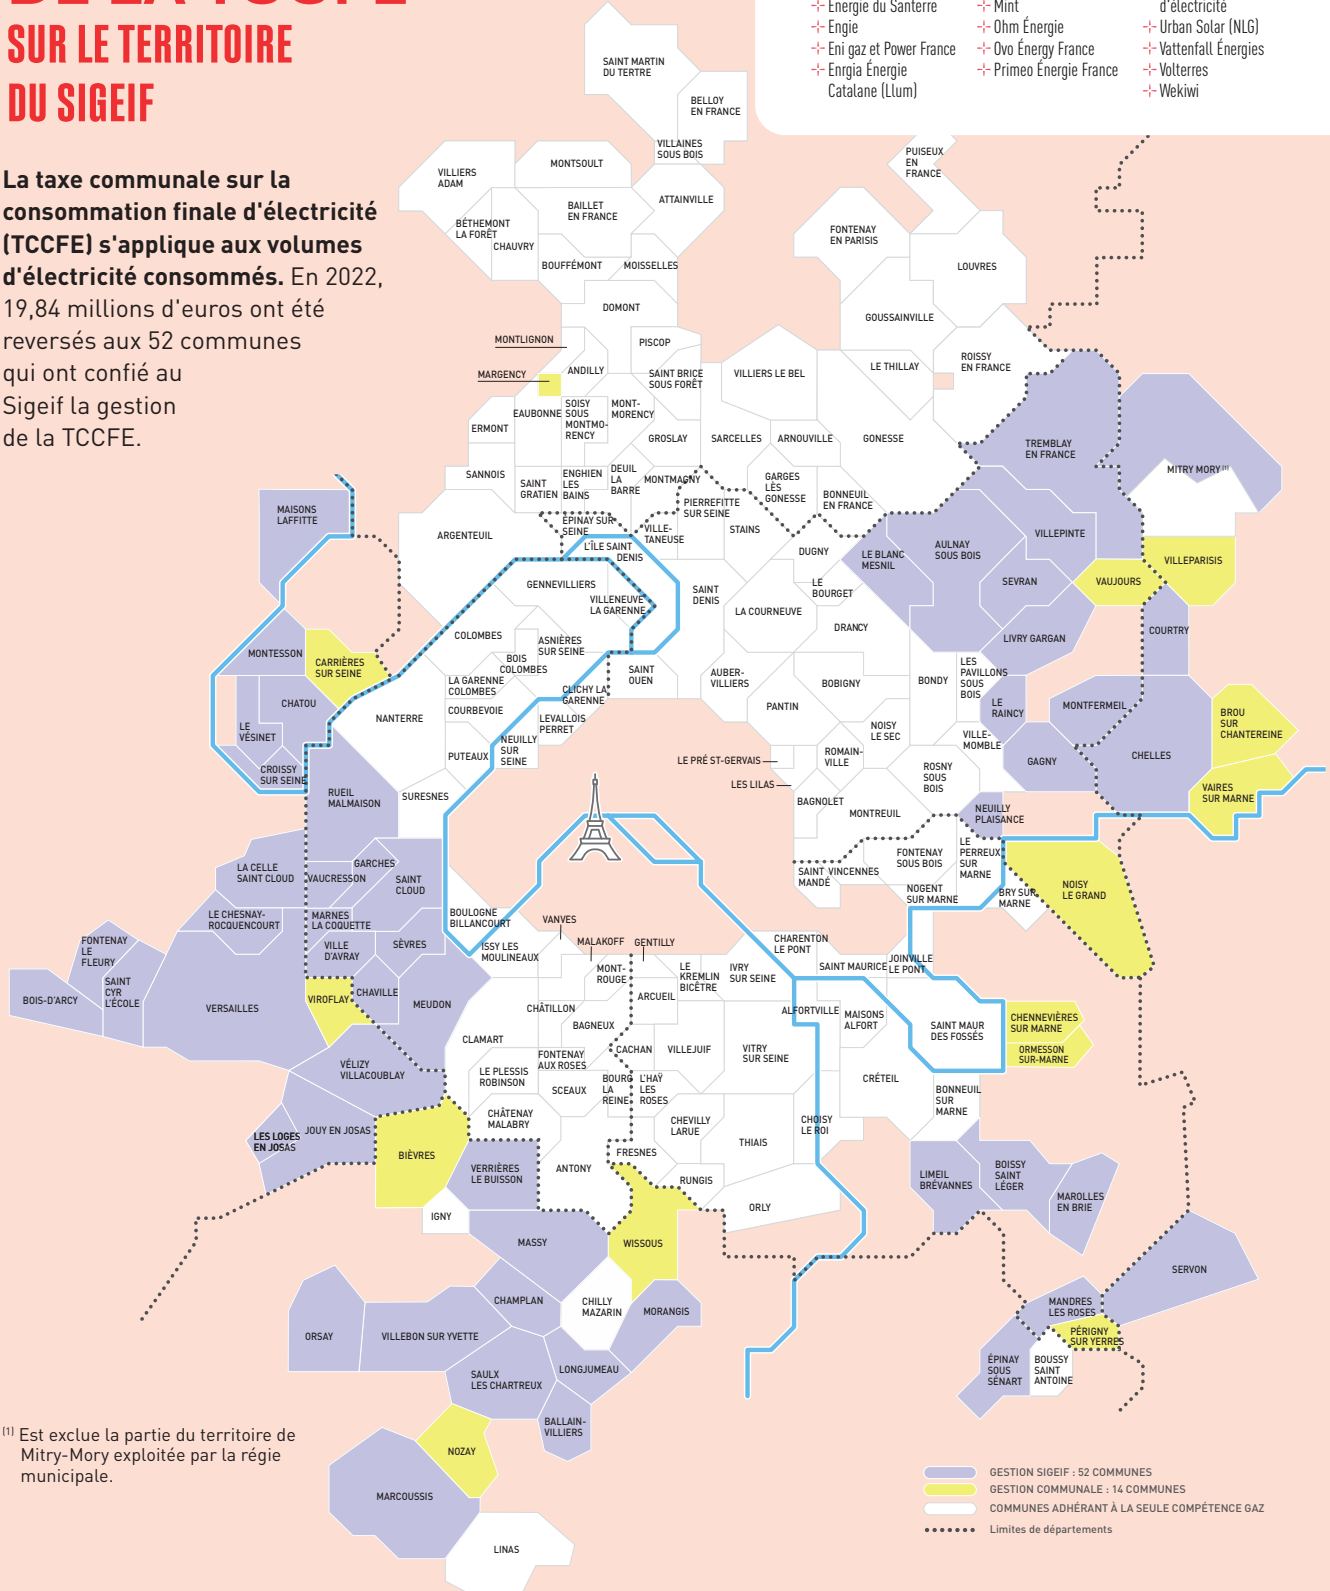 DE LA TCCFE
SUR LE TERRITOIRE
DU SIGEIF
La taxe communale sur la
consommation finale d'électricité
(TCCFE) s'applique aux volumes
d'électricité consommés. En 2022,
19,84 millions d'euros ont été
reversés aux 52 communes
qui ont confié au
Sigeif la gestion
de la TCCFE.
Énergie du Santerre
Engie
Eni gaz et Power France
Enrgia Énergie
Catalane (Llum)
Mint
Ohm Énergie
Ovo Énergy France
Primeo Énergie France
d'électricité
Urban Solar (NLG)
Vattenfall Énergies
Volterres
Wekiwi
SAINT MARTIN
DU TERTRE
BELLOY
EN FRANCE
VILLAINES
SOUS BOIS
VILLIERS
ADAM
MONTSOULT
ATTAINVILLE
BAILLET
EN FRANCE
BÉTHEMONT
LA FORÊT
CHAUVRY
BOUFFÉMONT
MOISSELLES
DOMONT
PUISEUX
EN
FRANCE
FONTENAY
EN PARISIS
LOUVRES
GOUSSAINVILLE
MONTLIGNON
PISCOP
MARGENCY
ANDILLY
SAINT BRICE
SOUS FORÊT
VILLIERS LE BEL
LE THILLAY
ROISSY
EN FRANCE
EAUBONNE
SOISY
SOUS
MONTMO-
RENCY
MONT-
MORENCY
ERMONT
GROSLAY
SARCELLES
ARNOUVILLE
GONESSE
TREMBLAY
EN FRANCE
MITRY MORY (1)
SANNOIS
SAINT
GRATIEN
ENGHIEN
LES
BAINS
DEUIL
LA
BARRE
MONTMAGNY
GARGES
LÈS
GONESSE
BONNEUIL
EN FRANCE
MAISONS
LAFFITTE
ARGENTEUIL
ÉPINAY SUR
SEINE
VILLE-
TANEUSE
PIERREFITTE
SUR SEINE
STAINS
L'ÎLE SAINT
DENIS
DUGNY
LE BLANC
MESNIL
AULNAY
SOUS BOIS
VILLEPINTE
VILLEPARISIS
SEVRAN
VAUJOURS
GENNEVILLIERS
VILLENEUVE
LA GARENNE
SAINT
DENIS
LE
BOURGET
LA COURNEUVE
DRANCY
LIVRY GARGAN
COURTRY
COLOMBES
ASNIÈRES
SUR SEINE
BOIS
COLOMBES
MONTESSON
CARRIÈRES
SUR SEINE
LA GARENNE
COLOMBES
CLICHY LA
GARENNE
SAINT
OUEN
AUBER-
VILLIERS
BOBIGNY
BONDY
LES
PAVILLONS
SOUS
BOIS
LE
RAINCY
MONTFERMEIL
BROU
SUR
CHANTEREINE
CHATOU
NANTERRE
COURBEVOIE
LEVALLOIS
PERRET
PANTIN
NOISY
LE SEC
VILLE-
MOMBLE
LE
VÉSINET
PUTEAUX
NEUILLY
SUR
SEINE
LE PRÉ ST-GERVAIS
ROMAIN-
VILLE
ROSNY
SOUS
BOIS
GAGNY
CHELLES
CROISSY
SUR SEINE
LES LILAS
VAIRES
SUR MARNE
RUEIL
MALMAISON
SURESNES
BAGNOLET
MONTREUIL
NEUILLY
PLAISANCE
LA CELLE
SAINT CLOUD
VAUCRESSON
GARCHES
SAINT
CLOUD
SAINT
MANDÉ
VINCENNES
FONTENAY
SOUS BOIS
LE
PERREUX
SUR
MARNE
NOGENT
SUR MARNE
BRY SUR
MARNE
NOISY
LE GRAND
LE CHESNAY-
ROCQUENCOURT
MARNES
LA COQUETTE
BOULOGNE
BILLANCOURT
VANVES
FONTENAY
LE
FLEURY
VILLE
D'AVRAY
SÈVRES
ISSY LES
MOULINEAUX
MALAKOFF
GENTILLY
CHARENTON
LE PONT
SAINT MAURICE
JOINVILLE
LE PONT
BOIS-D'ARCY
SAINT
CYR
L'ÉCOLE
VERSAILLES
VIROFLAY
CHAVILLE
MEUDON
MONT-
ROUGE
LE
KREMLIN
BICÊTRE
IVRY
SUR SEINE
CHÂTILLON
ARCUEIL
ALFORTVILLE
MAISONS
ALFORT
SAINT MAUR
DES FOSSÉS
CHENNEVIÈRES
SUR MARNE
ORMESSON
SUR-MARNE
BAGNEUX
CLAMART
CACHAN
VILLEJUIF
VITRY
SUR SEINE
VÉLIZY
VILLACOUBLAY
FONTENAY
AUX ROSES
LE PLESSIS
ROBINSON
SCEAUX
BOURG
LA
REINE
L'HAŸ
LES
ROSES
CRÉTEIL
BONNEUIL
SUR
MARNE
CHÂTENAY
MALABRY
CHEVILLY
LARUE
CHOISY
LE ROI
THIAIS
LES LOGES
EN JOSAS
JOUY EN JOSAS
BIÈVRES
VERRIÈRES
LE BUISSON
ANTONY
FRESNES
RUNGIS
ORLY
LIMEIL
BRÉVANNES
BOISSY
SAINT
LÉGER
MAROLLES
EN BRIE
IGNY
MASSY
WISSOUS
SERVON
CHAMPLAN
CHILLY
MAZARIN
MORANGIS
MANDRES
LES ROSES
PÉRIGNY
SUR YERRES
ORSAY
VILLEBON SUR YVETTE
SAULX
LES CHARTREUX
LONGJUMEAU
ÉPINAY
SOUS
SÉNART
BOUSSY
SAINT
ANTOINE
BALLAIN-
VILLIERS
NOZAY
MARCOUSSIS
LINAS
(1) Est exclue la partie du territoire de
Mitry-Mory exploitée par la régie
municipale.
GESTION SIGEIF : 52 COMMUNES
GESTION COMMUNALE : 14 COMMUNES
COMMUNES ADHÉRANT À LA SEULE COMPÉTENCE GAZ
Limites de départements